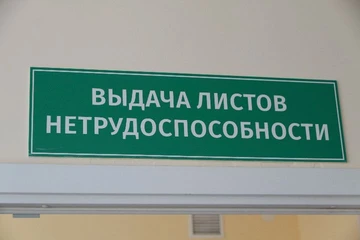 ВЫДАЧА ЛИСТОВ
НЕТРУДОСПОСОБНОСТИ